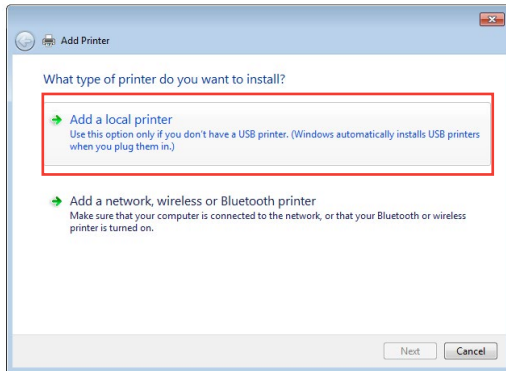 Add Printer
What type of printer do you want to install?
Add a local printer
Use this option only if you don't have a USB printer. (Windows automatically installs USB printers
when you plug them in.)
Add a network, wireless or Bluetooth printer
Make sure that your computer is connected to the network, or that your Bluetooth or wireless
printer is turned on.
Next
Cancel